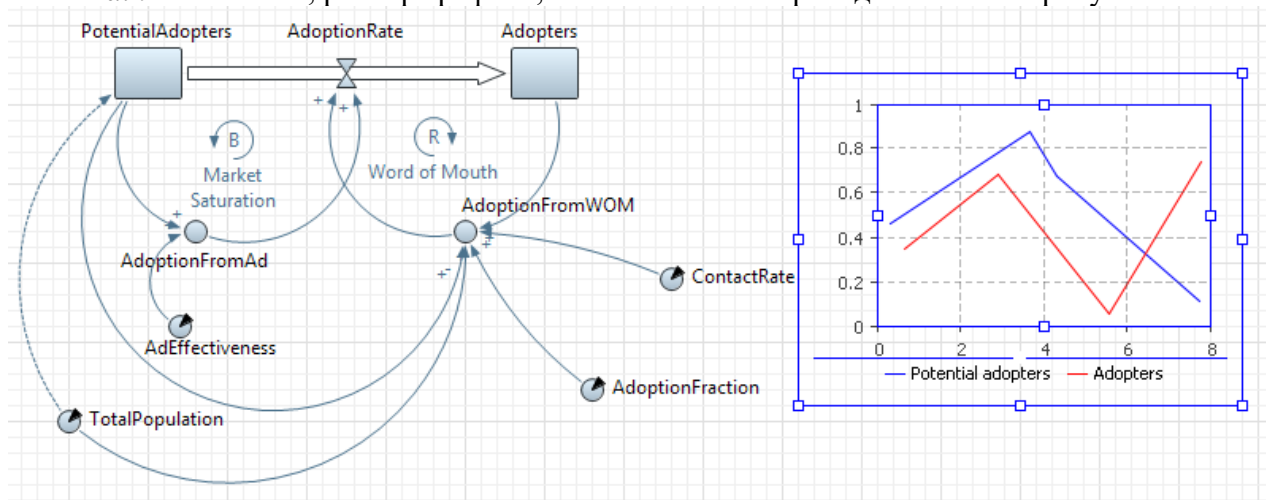 PotentialAdopters AdoptionRate Adopters
+ +
B
Market
Saturation
R
Word of Mouth
+
AdoptionFromAd
AdoptionFromWOM
+
+
+-
ContactRate
AdEffectiveness
AdoptionFraction
TotalPopulation
1
0.8
0.6
0.4
0.2
0
0 2 4 6 8
Potential adopters Adopters